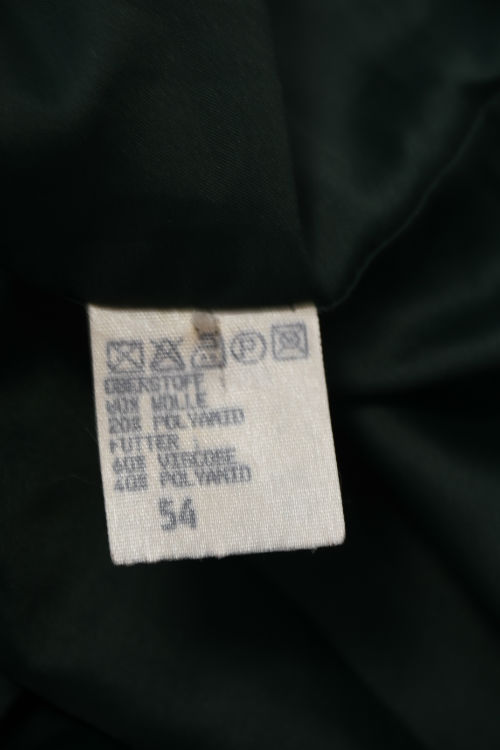 P
OBERSTOFF
80% WOLLE
20% POLYAMID
FUTTER
60% VISCOSE
40% POLYAMID
54